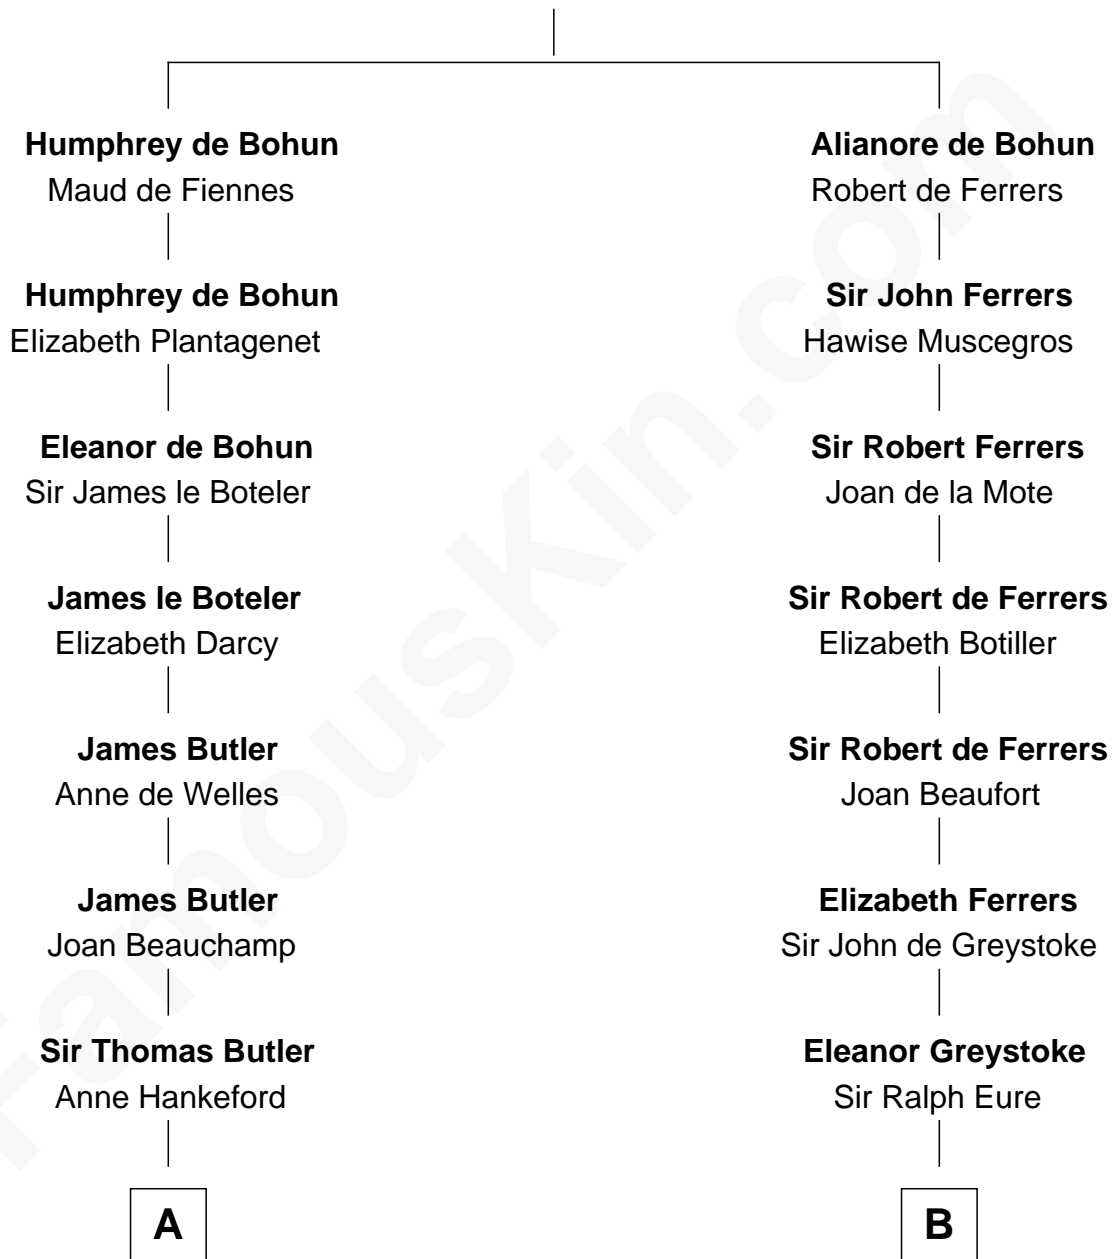 Humphrey de Bohun
Maud de Fiennes
Humphrey de Bohun
Elizabeth Plantagenet
Eleanor de Bohun
Sir James le Boteler
James le Boteler
Elizabeth Darcy
James Butler
Anne de Welles
James Butler
Joan Beauchamp
Sir Thomas Butler
Anne Hankeford
A
Alianore de Bohun
Robert de Ferrers
Sir John Ferrers
Hawise Muscegros
Sir Robert Ferrers
Joan de la Mote
Sir Robert de Ferrers
Elizabeth Botiller
Sir Robert de Ferrers
Joan Beaufort
Elizabeth Ferrers
Sir John de Greystoke
Eleanor Greystoke
Sir Ralph Eure
B
FamousKin.com